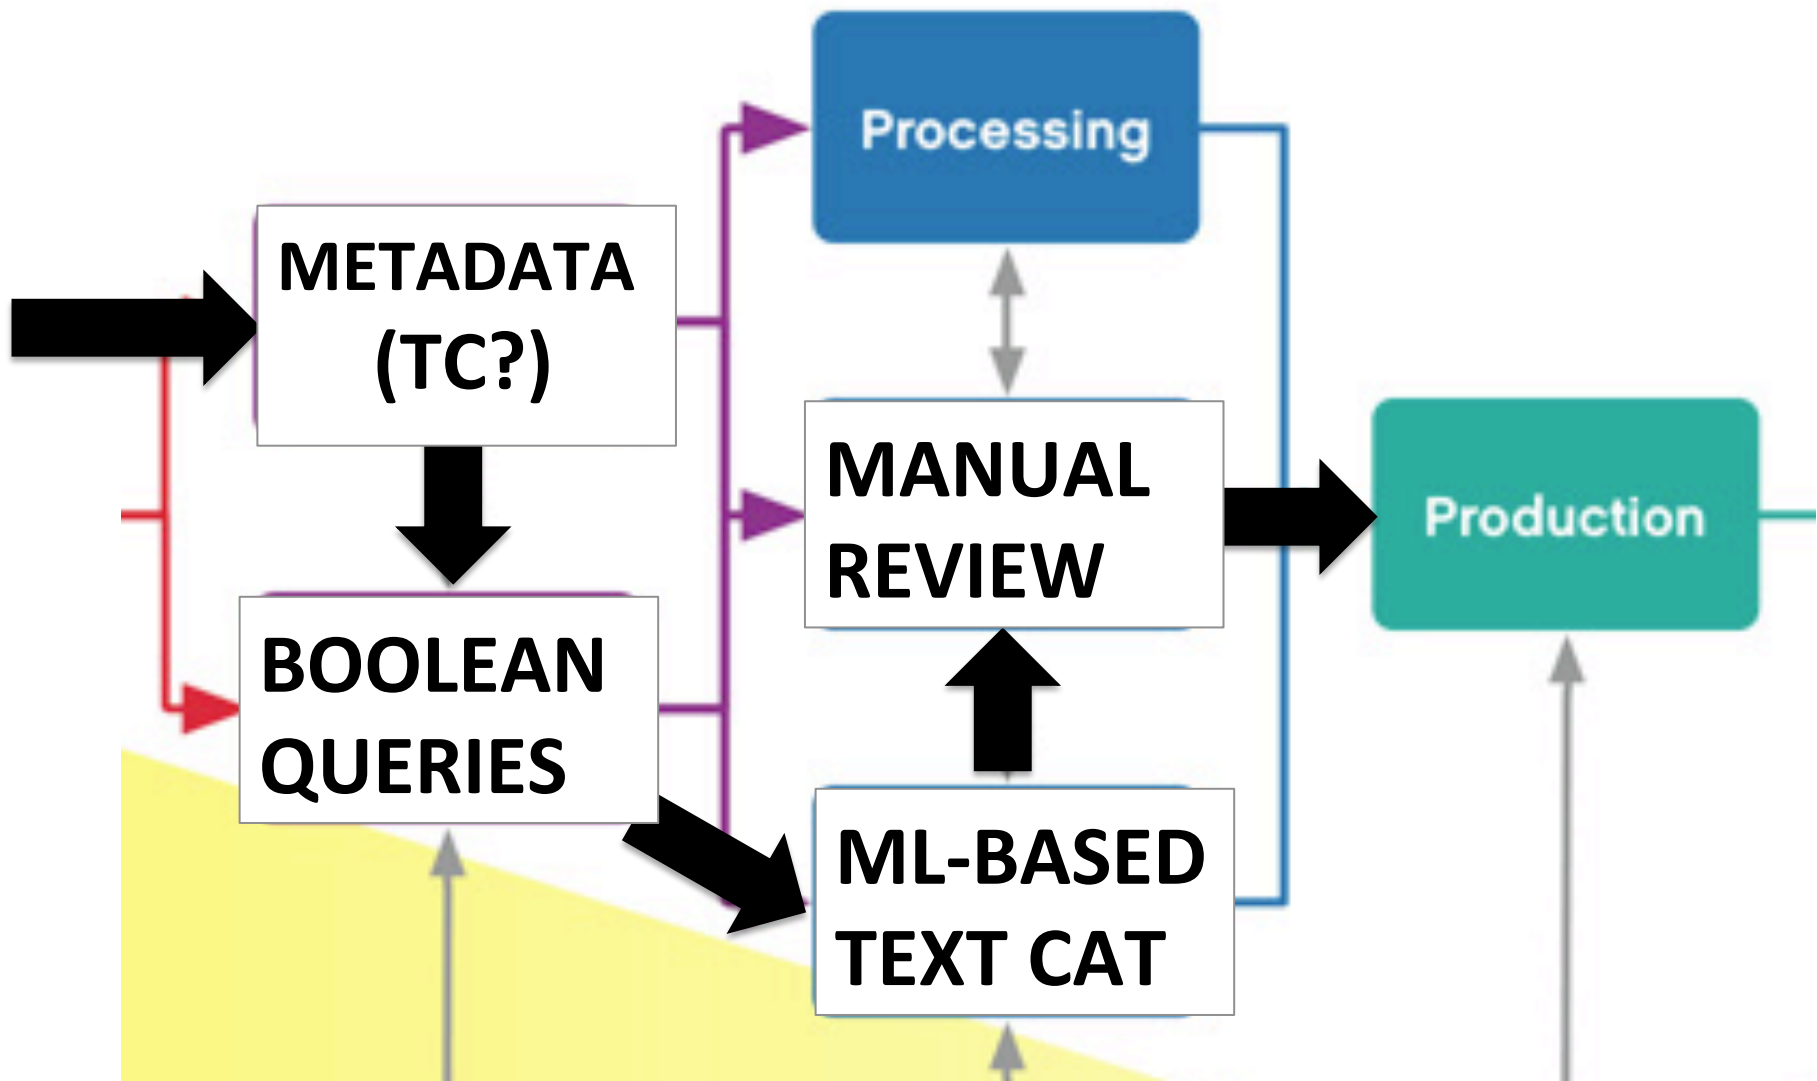 Processing
METADATA
(TC?)
MANUAL
REVIEW
Production
BOOLEAN
QUERIES
ML-BASED
TEXT CAT